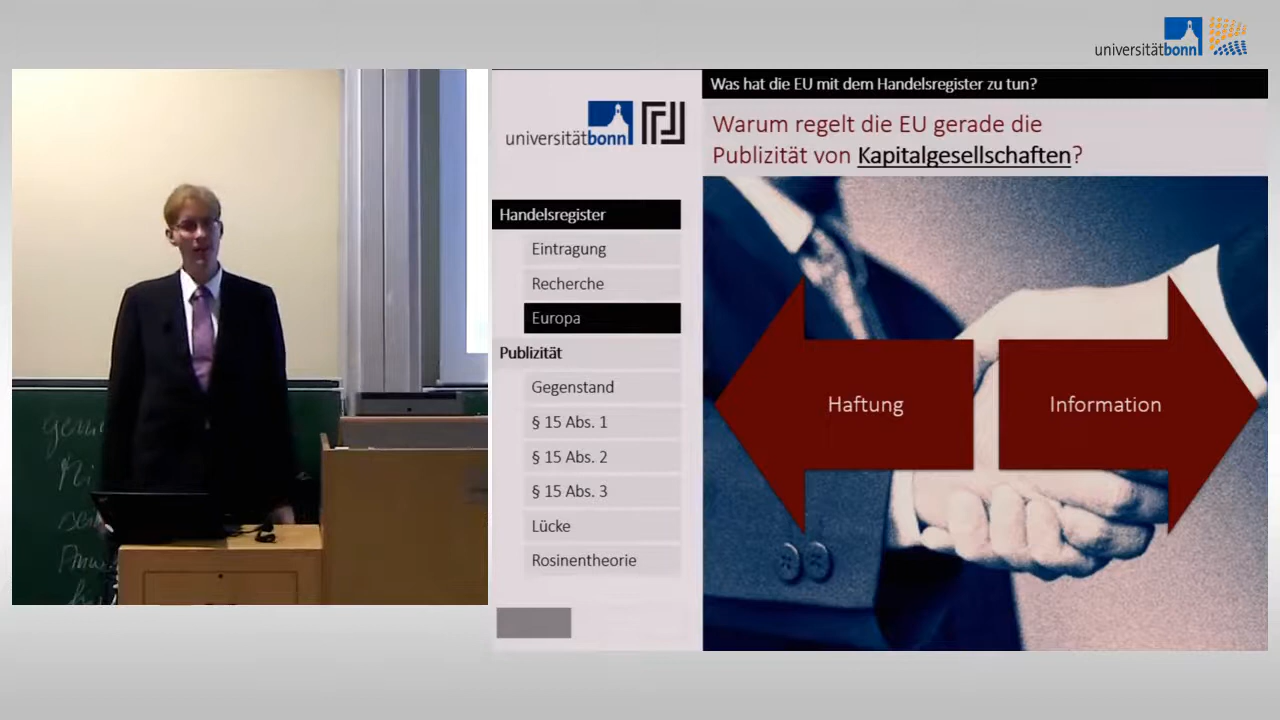 universitätbonn
Was hat die EU mit dem Handelsregister zu tun?
universitätbonn
Warum regelt die EU gerade die
Publizität von Kapitalgesellschaften?
Handelsregister
Eintragung
Recherche
Europa
Publizität
Gegenstand
§ 15 Abs. 1
§ 15 Abs. 2
§ 15 Abs. 3
Lücke
Rosinentheorie
Haftung
Information